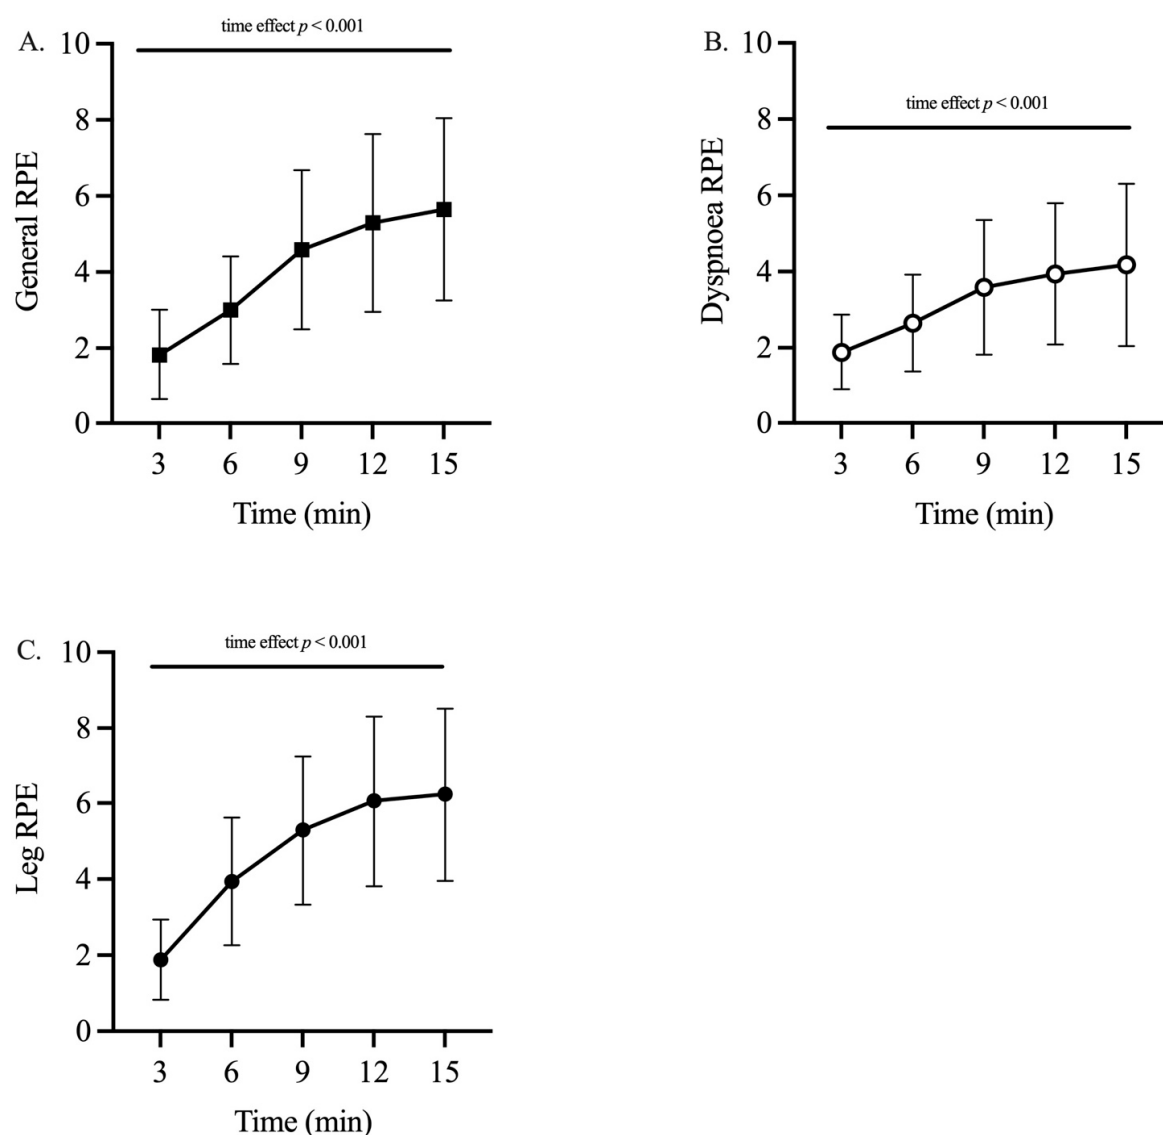 A.
time effect p < 0.001
General RPE
10
8
6
4
2
0
3 6 9 12 15
Time (min)
B.
time effect p < 0.001
Dyspnoea RPE
10
8
6
4
2
0
3 6 9 12 15
Time (min)
C.
time effect p < 0.001
Leg RPE
10
8
6
4
2
0
3 6 9 12 15
Time (min)